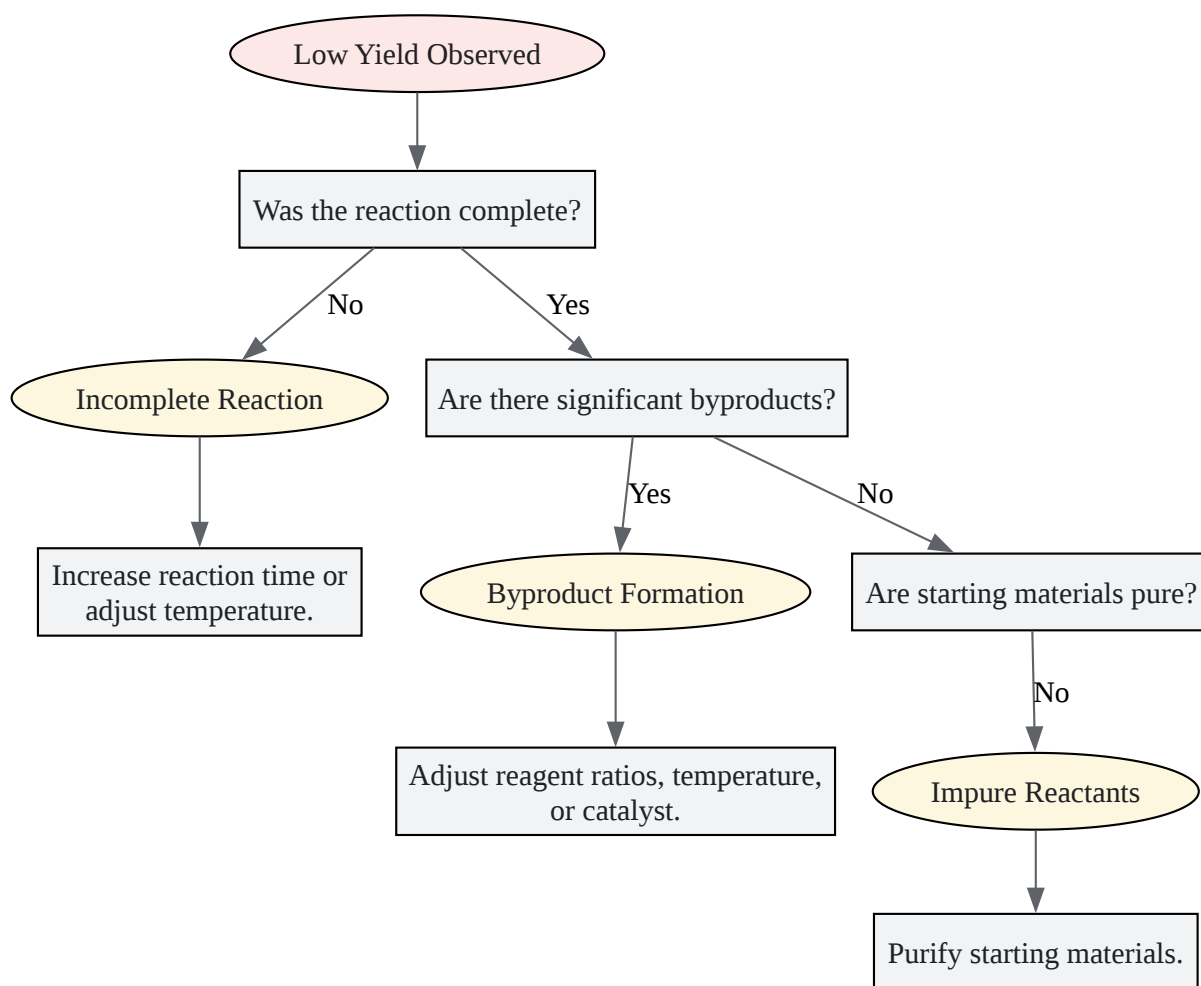 Low Yield Observed
Was the reaction complete?
No
Yes
Incomplete Reaction
Are there significant byproducts?
Yes
No
Increase reaction time or
adjust temperature.
Byproduct Formation
Are starting materials pure?
No
Adjust reagent ratios, temperature,
or catalyst.
Impure Reactants
Purify starting materials.